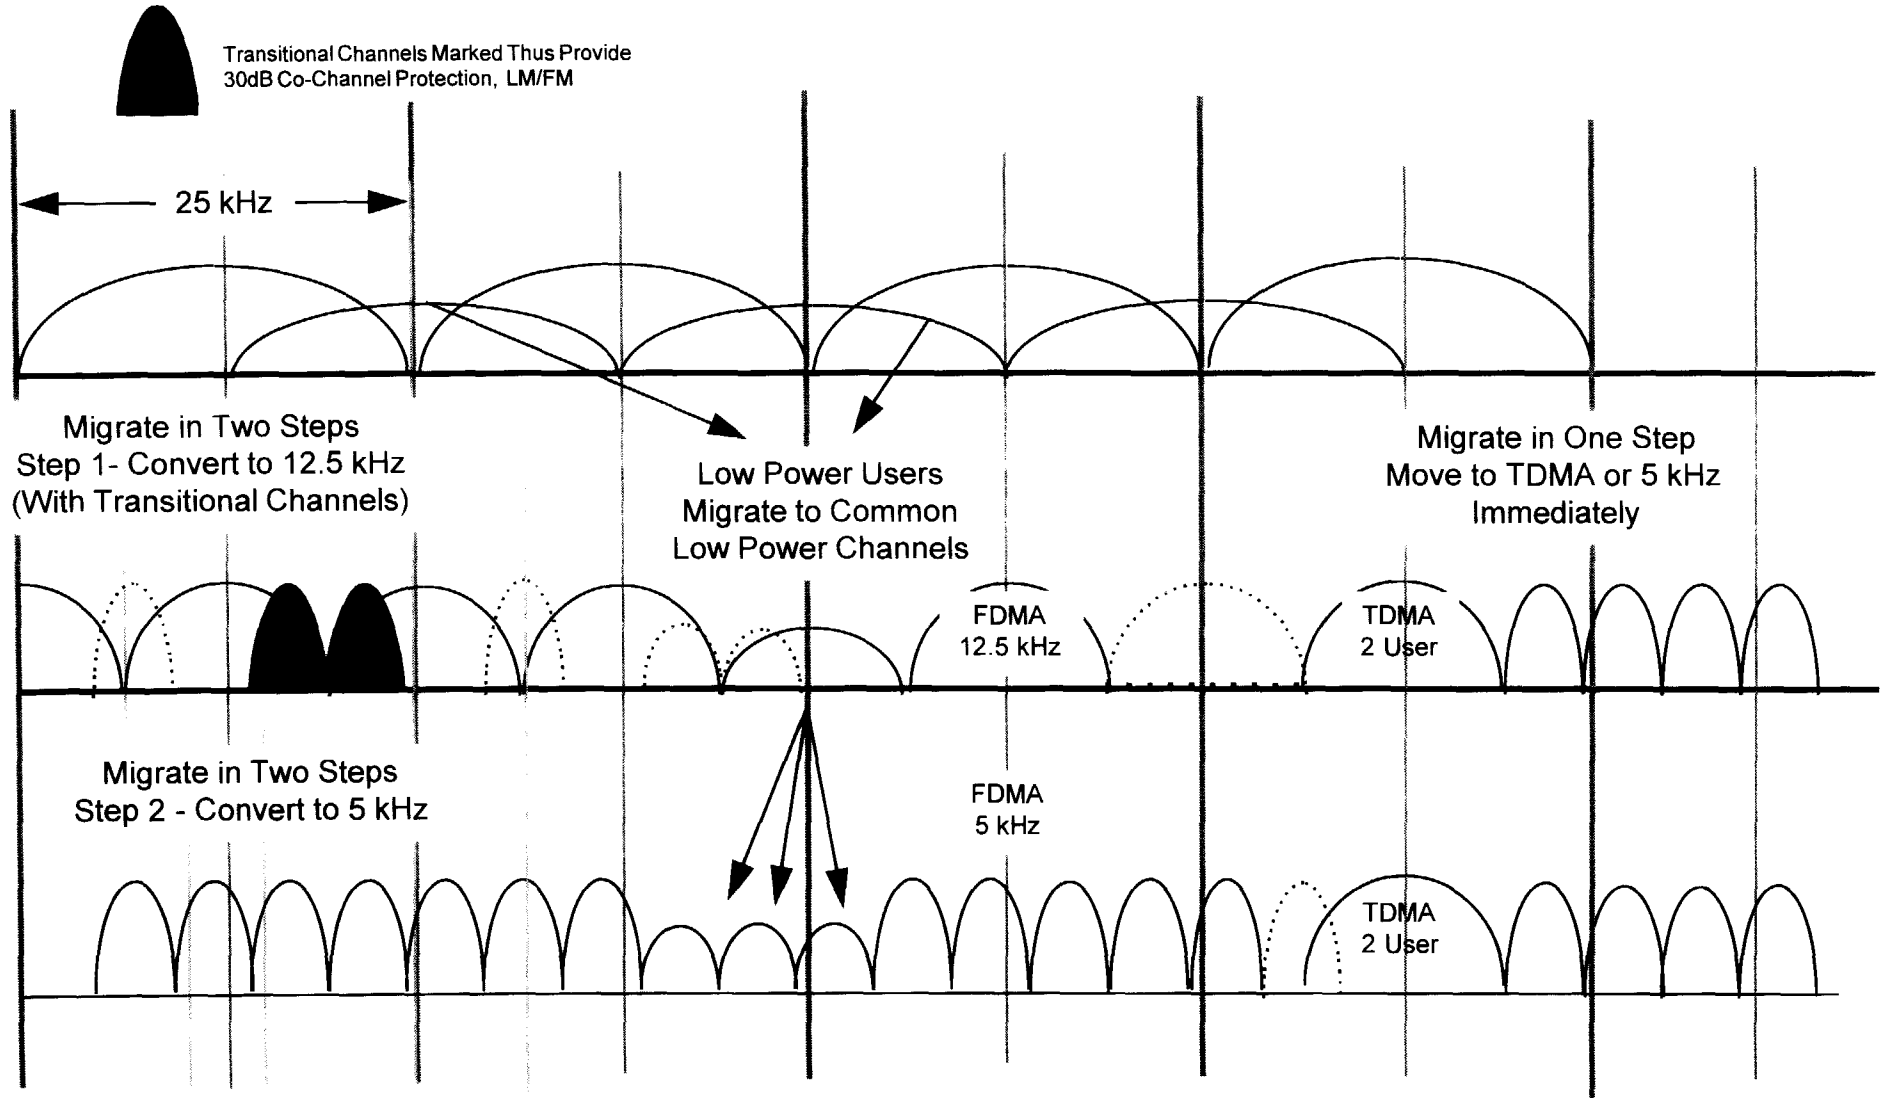 Transitional Channels Marked Thus Provide
30dB Co-Channel Protection, LM/FM
25 kHz
Migrate in Two Steps
Step 1- Convert to 12.5 kHz
(With Transitional Channels)
Low Power Users
Migrate to Common
Low Power Channels
Migrate in One Step
Move to TDMA or 5 kHz
Immediately
FDMA
12.5 kHz
TDMA
2 User
Migrate in Two Steps
Step 2 - Convert to 5 kHz
FDMA
5 kHz
TDMA
2 User